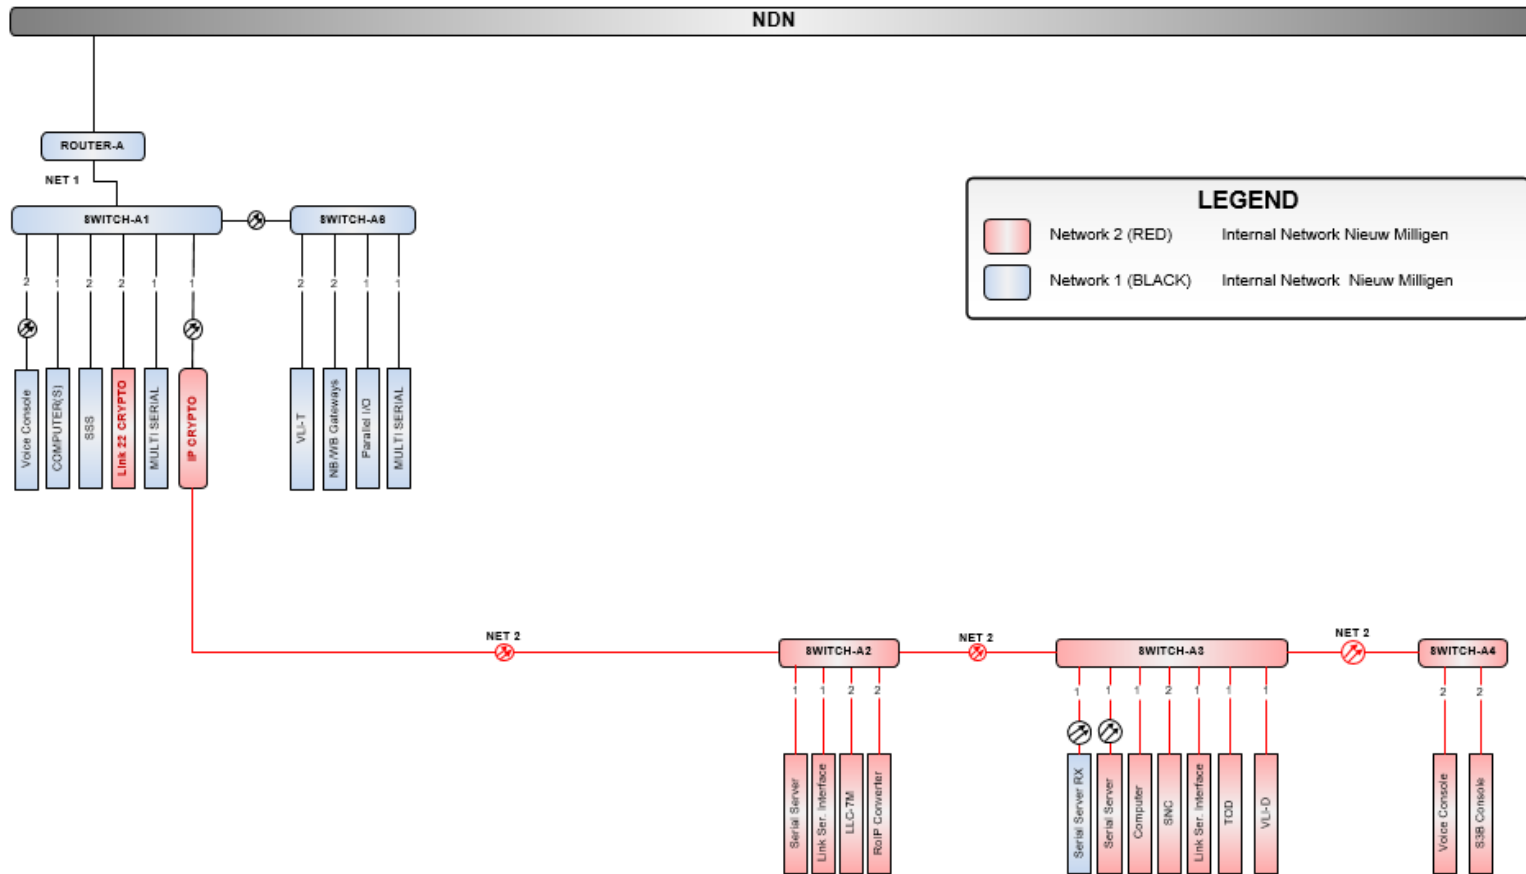 NDN
ROUTER-A
NET 1
SWITCH-A1
SWITCH-A6
LEGEND
Network 2 (RED) Internal Network Nieuw Milligen
Network 1 (BLACK) Internal Network Nieuw Milligen
2 1 2 2 1 1 2 2 1 1
Voice Console
COMPUTER(S)
SSS
Link 22 CRYPTO
MULTI SERIAL
IP CRYPTO
VLI-T
NB/WB Gateways
Parallel I/O
MULTI SERIAL
NET 2
NET 2
NET 2
SWITCH-A2
SWITCH-A3
SWITCH-A4
1 1 2 2 1 1 1 2 1 1 1 2 2
Serial Server
Link Ser. Interface
LLC-7M
RoIP Converter
Serial Server RX
Serial Server
Computer
SNC
Link Ser. Interface
TOD
VLI-D
Voice Console
S3B Console